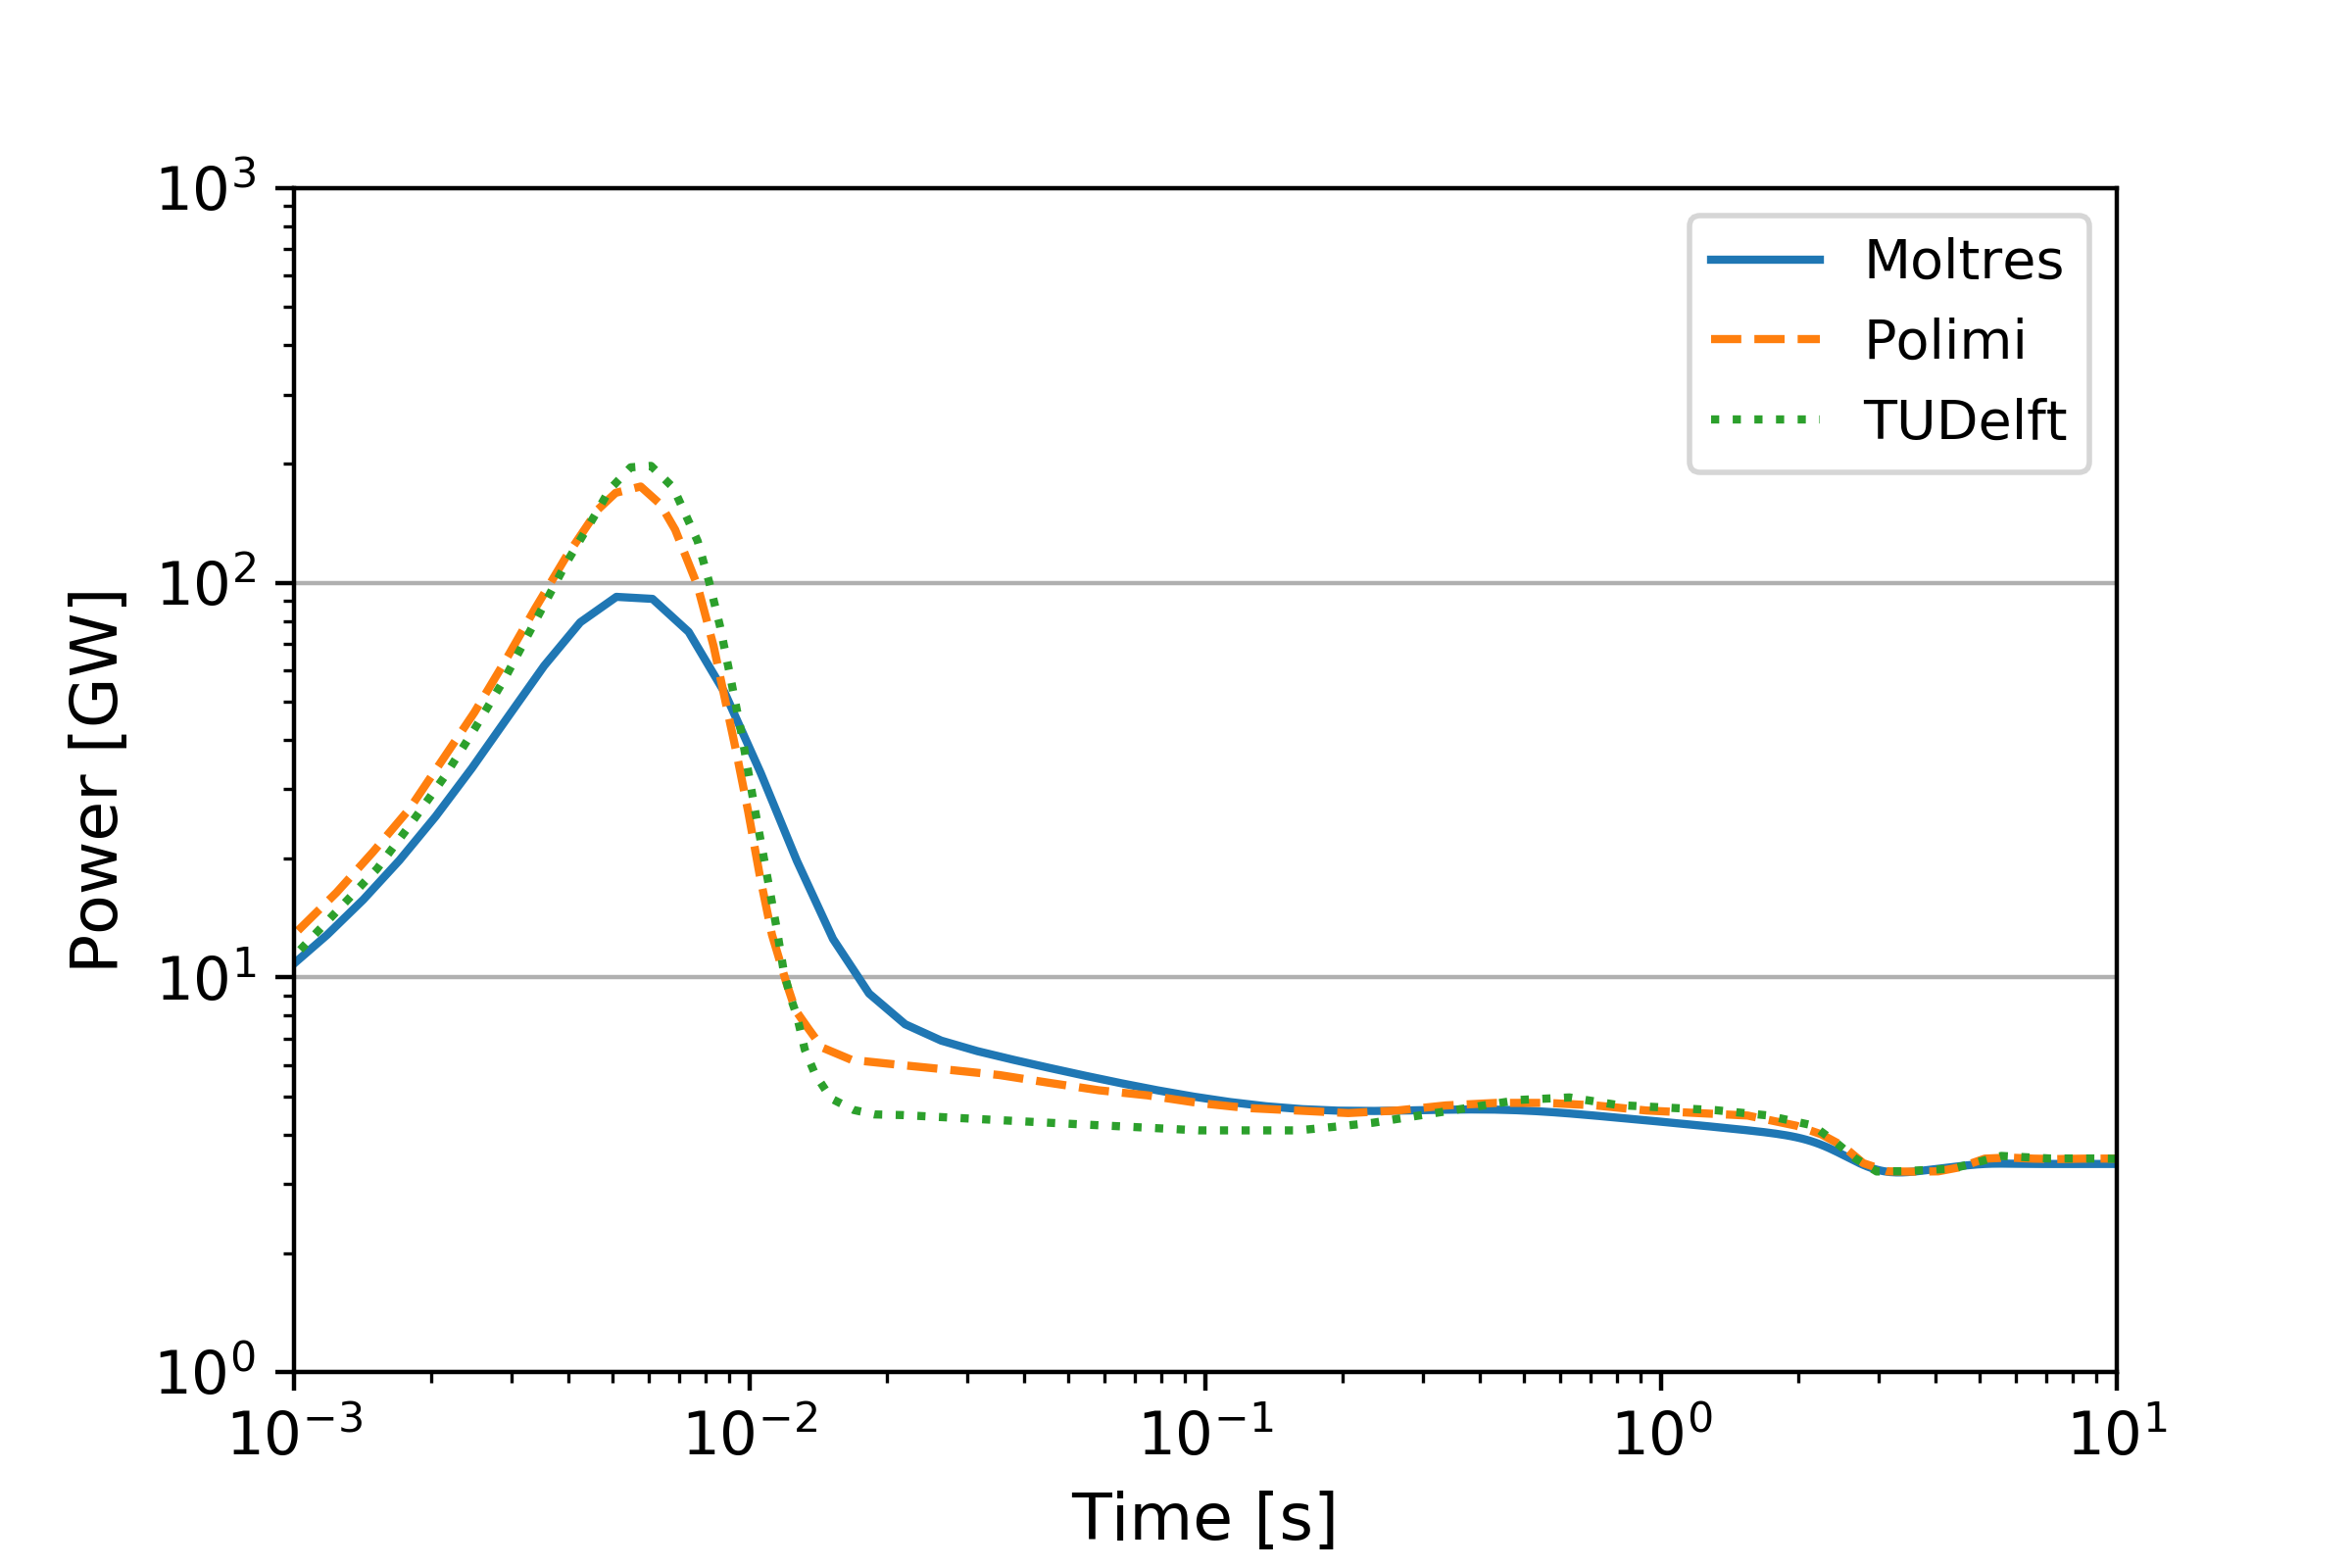 10³
10²
10¹
10⁰
Power [GW]
Moltres
Polimi
TUDelft
10⁻³ 10⁻² 10⁻¹ 10⁰ 10¹
Time [s]